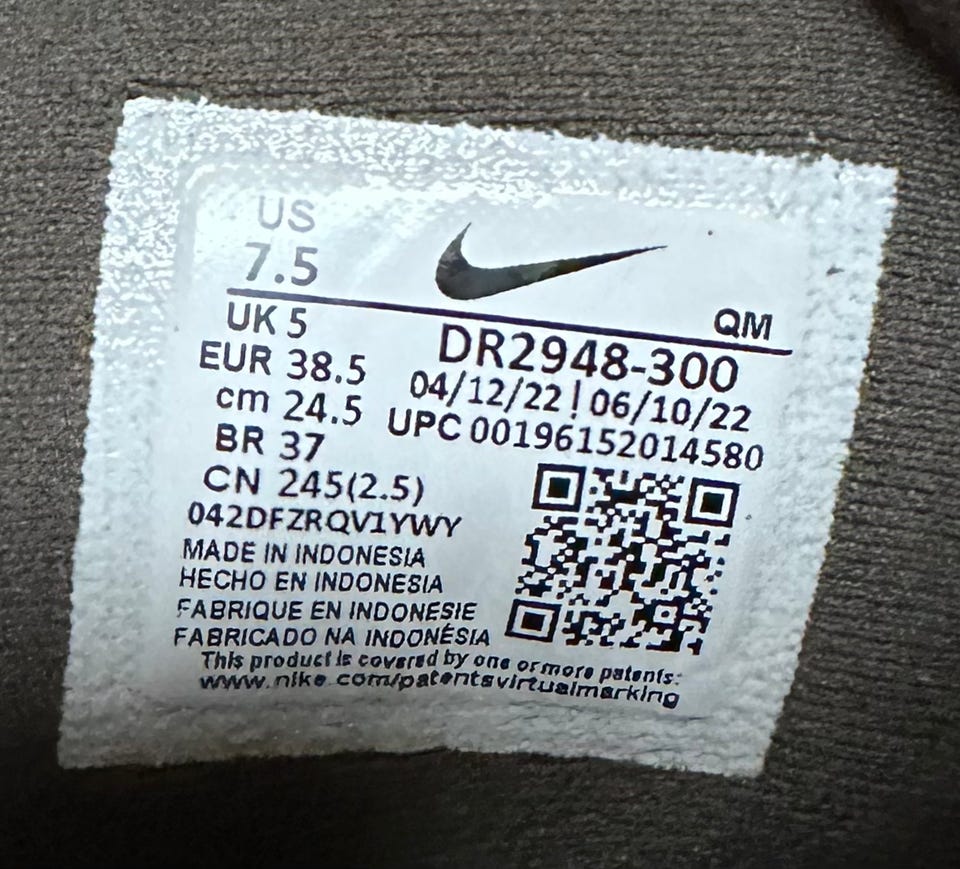 US
7.5
QM
UK 5
EUR 38.5
cm 24.5
BR 37
CN 245(2.5)
DR2948-300
04/12/22 | 06/10/22
UPC 00196152014580
042DFZRQV1YWY
MADE IN INDONESIA
HECHO EN INDONESIA
FABRIQUE EN INDONESIE
FABRICADO NA INDONÉSIA
This product is covered by one or more patents:
www.nike.com/patentsvirtualmarking